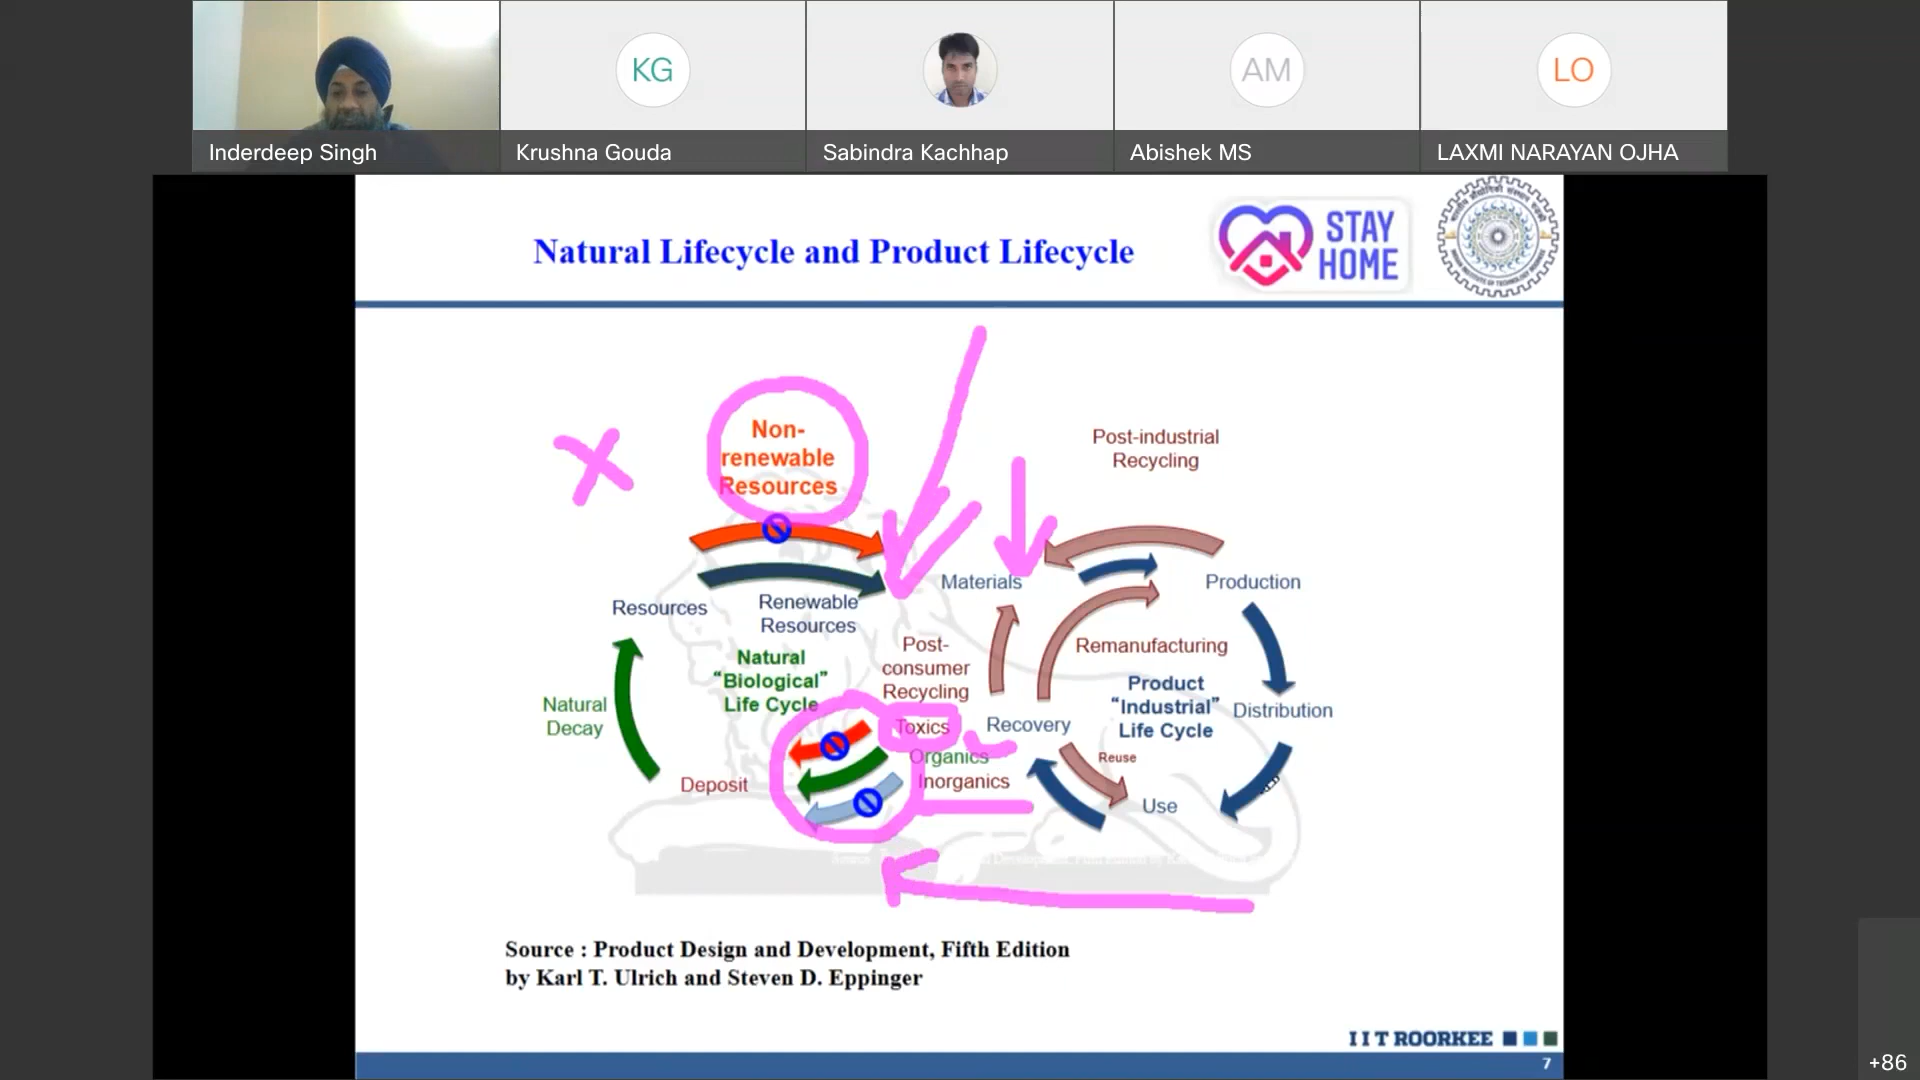 KG
AM
LO
Inderdeep Singh
Krushna Gouda
Sabindra Kachhap
Abishek MS
LAXMI NARAYAN OJHA
Natural Lifecycle and Product Lifecycle
STAY
HOME
Non-
renewable
Resources
Post-industrial
Recycling
Materials
Production
Resources
Renewable
Resources
Post-
consumer
Recycling
Remanufacturing
Natural
“Biological”
Life Cycle
Product
“Industrial”
Life Cycle
Natural
Decay
Toxics
Recovery
Distribution
Organics
Inorganics
Reuse
Deposit
Use
Source : Product Design and Development, Fifth Edition
by Karl T. Ulrich and Steven D. Eppinger
I I T ROORKEE
7
+86